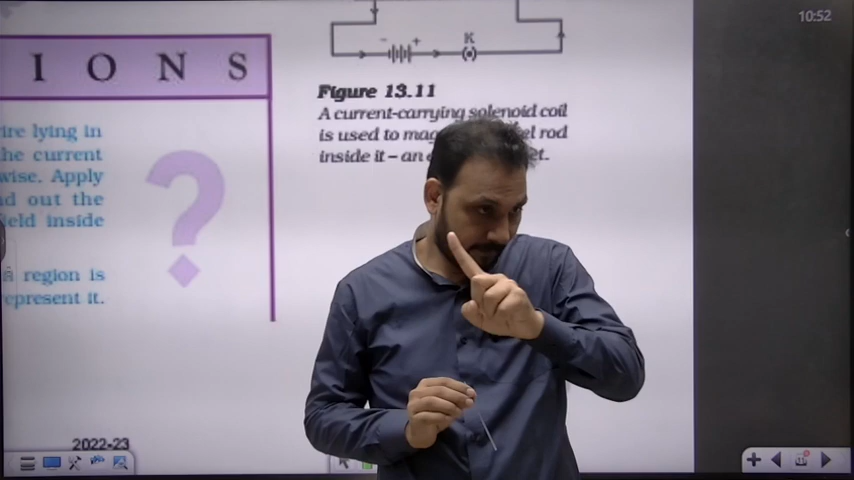 10:52
- +
K
I O N S
Figure 13.11
A current-carrying solenoid coil
is used to mag el rod
inside it – an et.
ire lying in
he current
wise. Apply
d out the
ield inside
?
a region is
epresent it.
2022-23